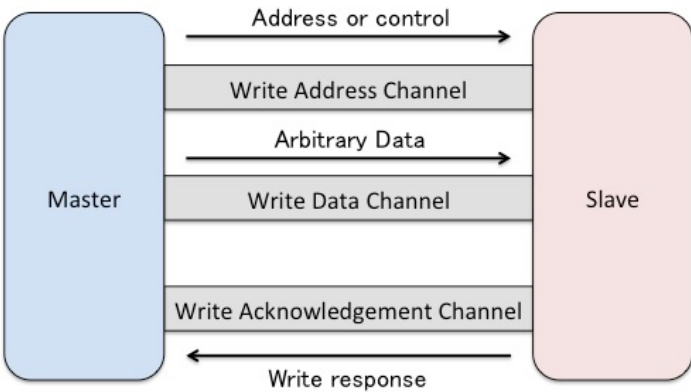 Address or control
Write Address Channel
Arbitrary Data
Master
Write Data Channel
Slave
Write Acknowledgement Channel
Write response